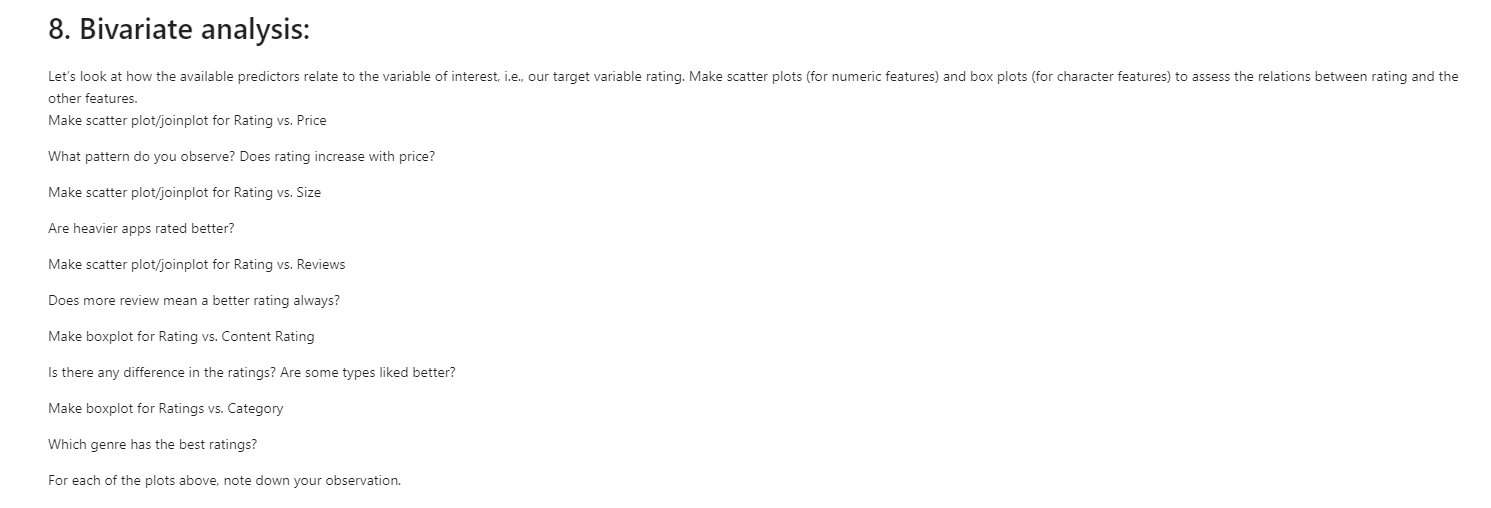 8. Bivariate analysis:
Let's look at how the available predictors relate to the variable of interest, i.e., our target variable rating. Make scatter plots (for numeric features) and box plots (for character features) to assess the relations between rating and the
other features.
Make scatter plot/joinplot for Rating vs. Price
What pattern do you observe? Does rating increase with price?
Make scatter plot/joinplot for Rating vs. Size
Are heavier apps rated better?
Make scatter plot/joinplot for Rating vs. Reviews
Does more review mean a better rating always?
Make boxplot for Rating vs. Content Rating
Is there any difference in the ratings? Are some types liked better?
Make boxplot for Ratings vs. Category
Which genre has the best ratings?
For each of the plots above, note down your observation.